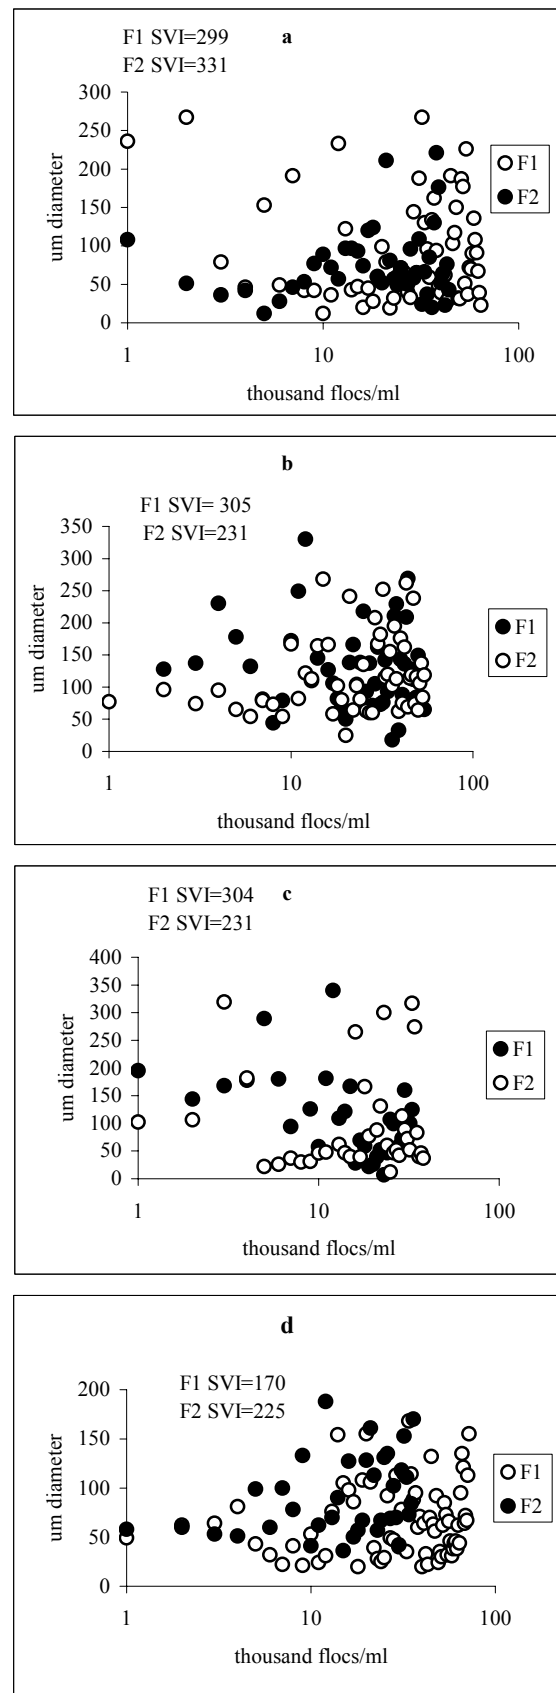 F1 SVI=299
a
F2 SVI=331
300
250
200
150
100
50
0
um diameter
F1
F2
1
10
100
thousand flocs/ml
b
F1 SVI= 305
F2 SVI=231
350
300
250
200
150
100
50
0
um diameter
F1
F2
1
10
100
thousand flocs/ml
F1 SVI=304
c
F2 SVI=231
400
350
300
250
200
150
100
50
0
um diameter
F1
F2
1
10
100
thousand flocs/ml
d
F1 SVI=170
F2 SVI=225
200
150
100
50
0
um diameter
F1
F2
1
10
100
thousand flocs/ml